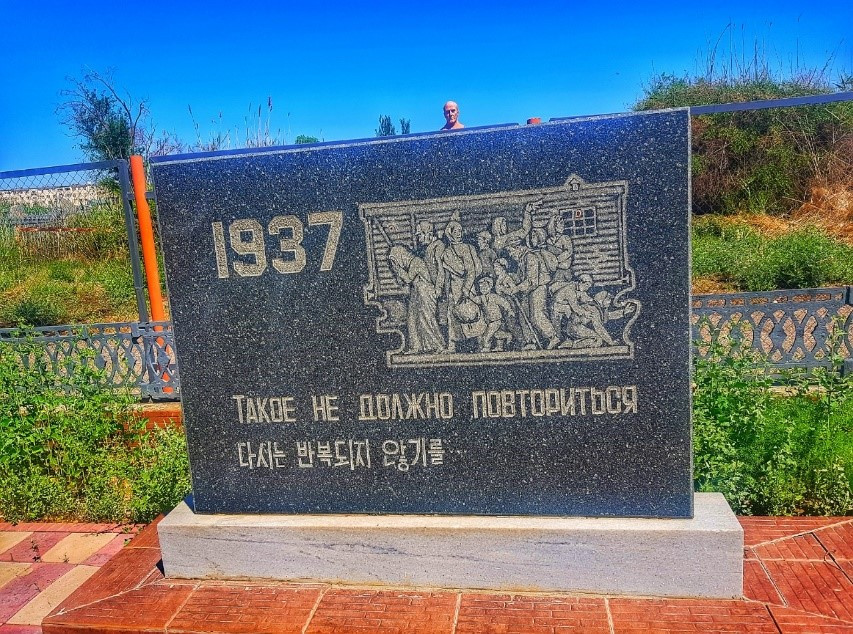 1937
ТАКОЕ НЕ ДОЛЖНО ПОВТОРИТЬСЯ
다시는 반복되지 않기를...